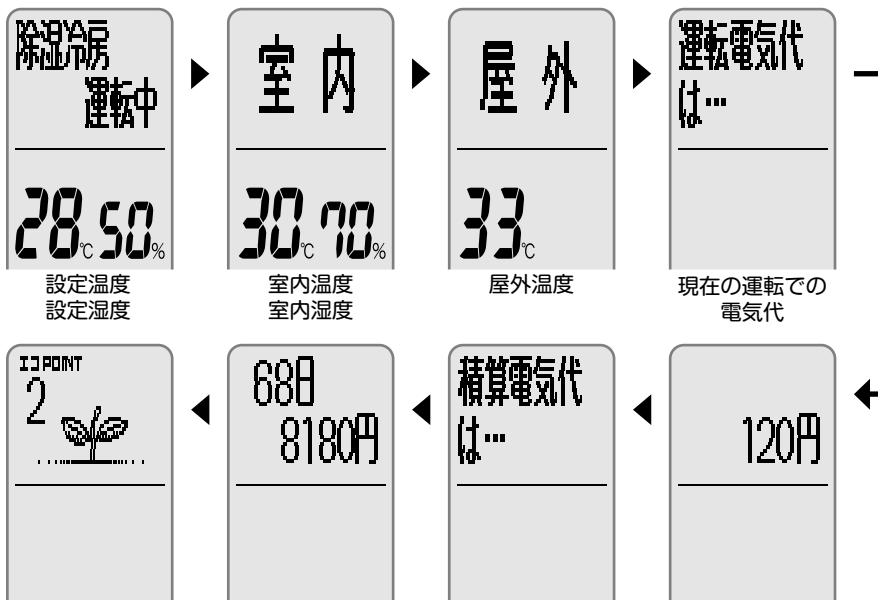 除湿冷房
運転中
28℃ 50%
設定温度
設定湿度
室内
30℃ 70%
室内温度
室内湿度
屋外
33℃
屋外温度
運転電気代
は…
現在の運転での
電気代
120円
積算電気代
は…
68日
8180円
エコPOINT
2